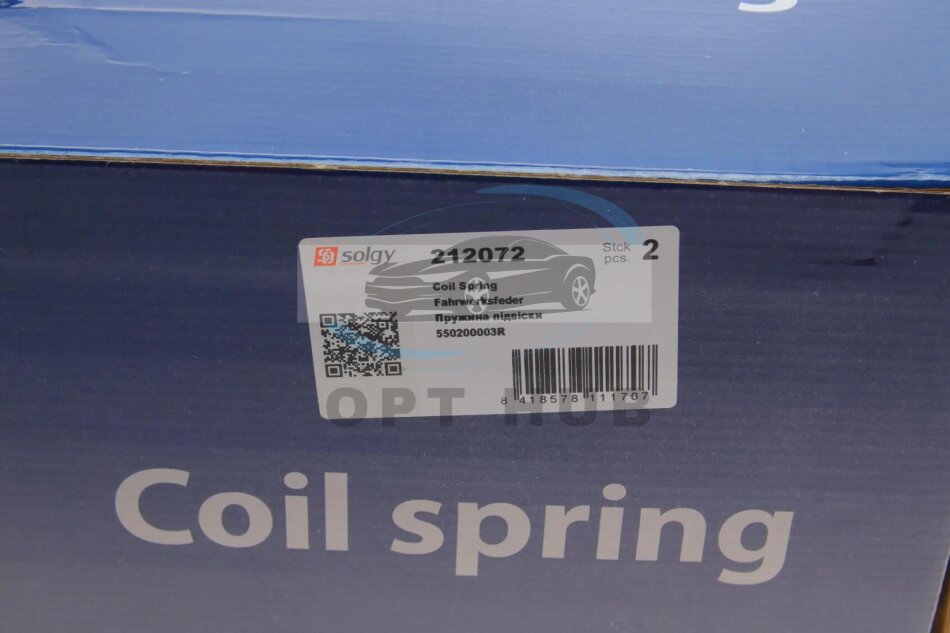 solgy
212072
Stck
pcs.
2
Coil Spring
Fahrwerksfeder
Пружина підвіски
550200003R
8 418578 111707
OPT HUB
Coil spring